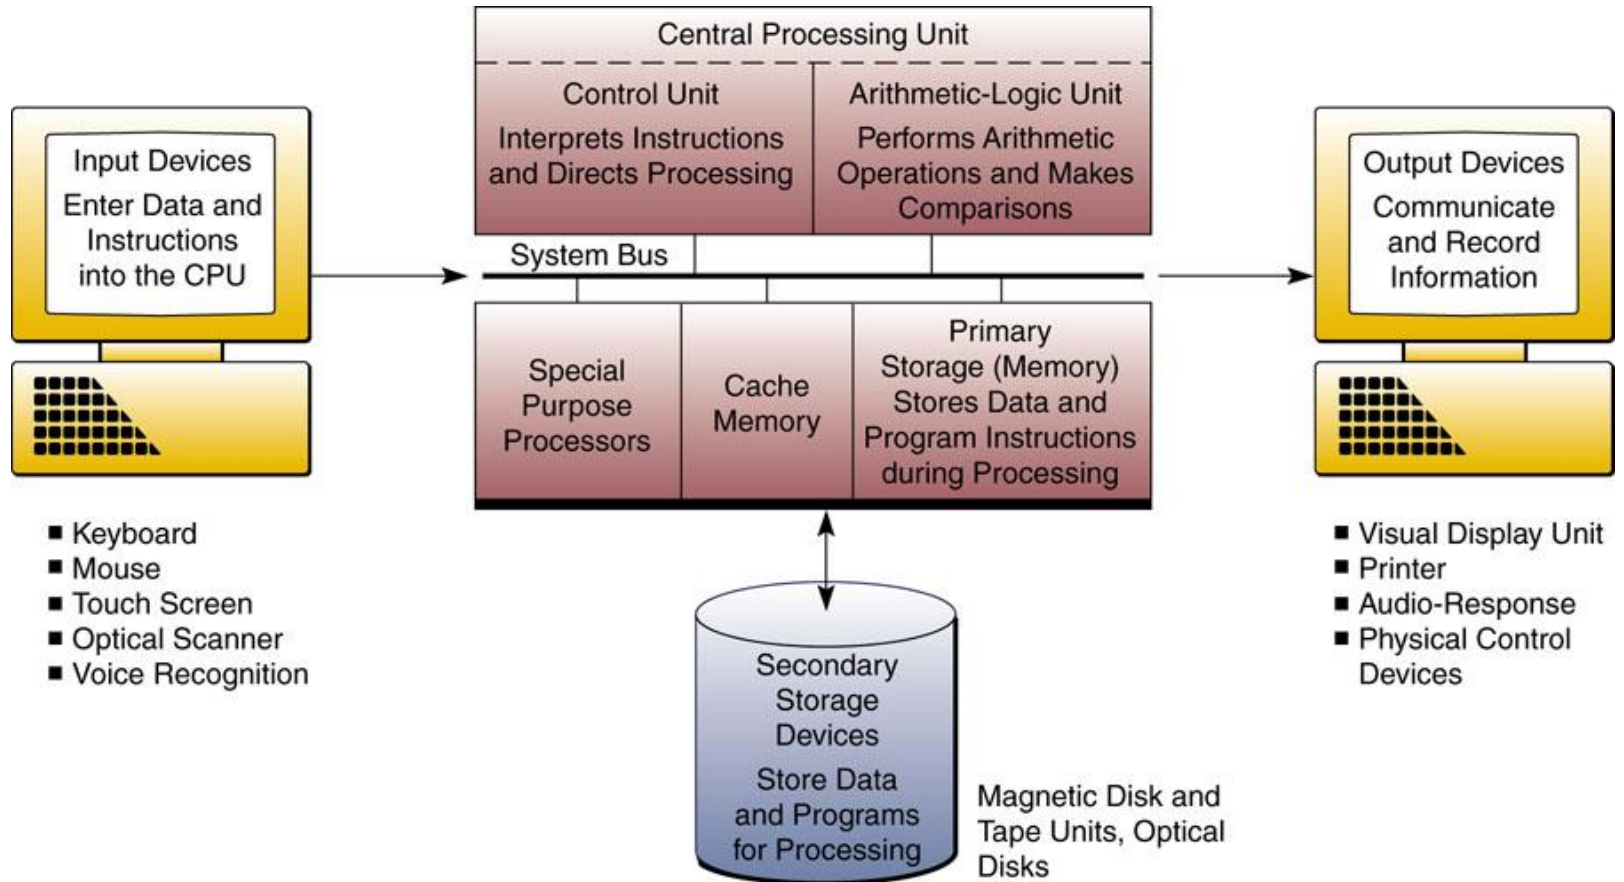 Central Processing Unit
Control Unit
Interprets Instructions
and Directs Processing
Arithmetic-Logic Unit
Performs Arithmetic
Operations and Makes
Comparisons
Input Devices
Enter Data and
Instructions
into the CPU
System Bus
Output Devices
Communicate
and Record
Information
Special
Purpose
Processors
Cache
Memory
Primary
Storage (Memory)
Stores Data and
Program Instructions
during Processing
Keyboard
Mouse
Touch Screen
Optical Scanner
Voice Recognition
Visual Display Unit
Printer
Audio-Response
Physical Control
Devices
Secondary
Storage
Devices
Store Data
and Programs
for Processing
Magnetic Disk and
Tape Units, Optical
Disks